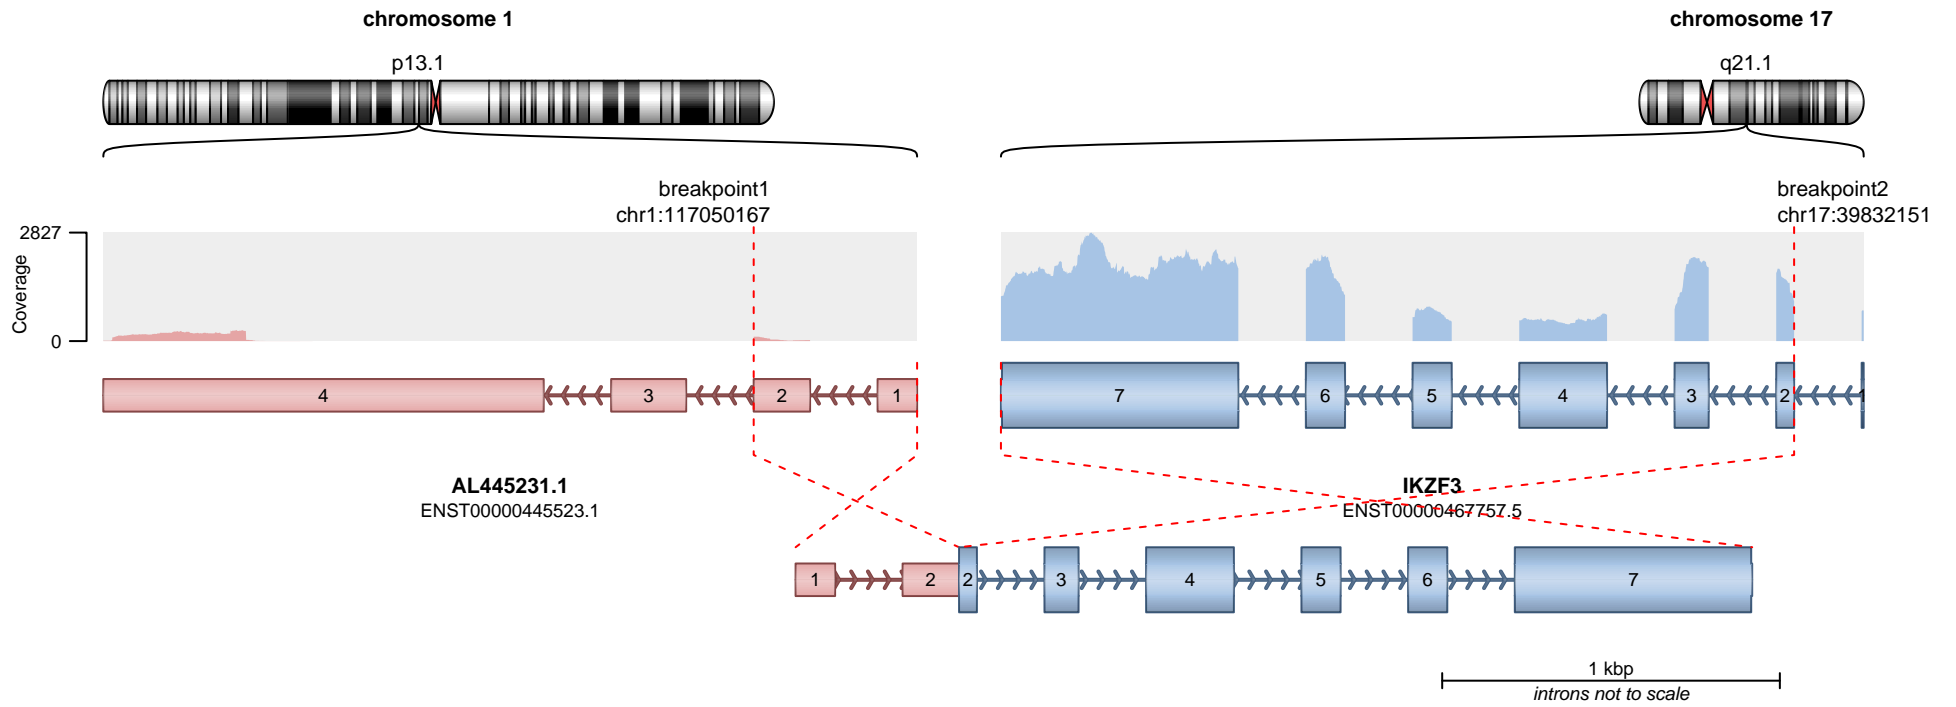 chromosome 1
chromosome 17
p13.1
q21.1
breakpoint1
chr1:117050167
breakpoint2
chr17:39832151
2827
0
Coverage
4
3
2
1
7
6
5
4
3
2
1
AL445231.1
ENST00000445523.1
IKZF3
ENST00000467757.5
1
2
2
3
4
5
6
7
1 kbp
introns not to scale